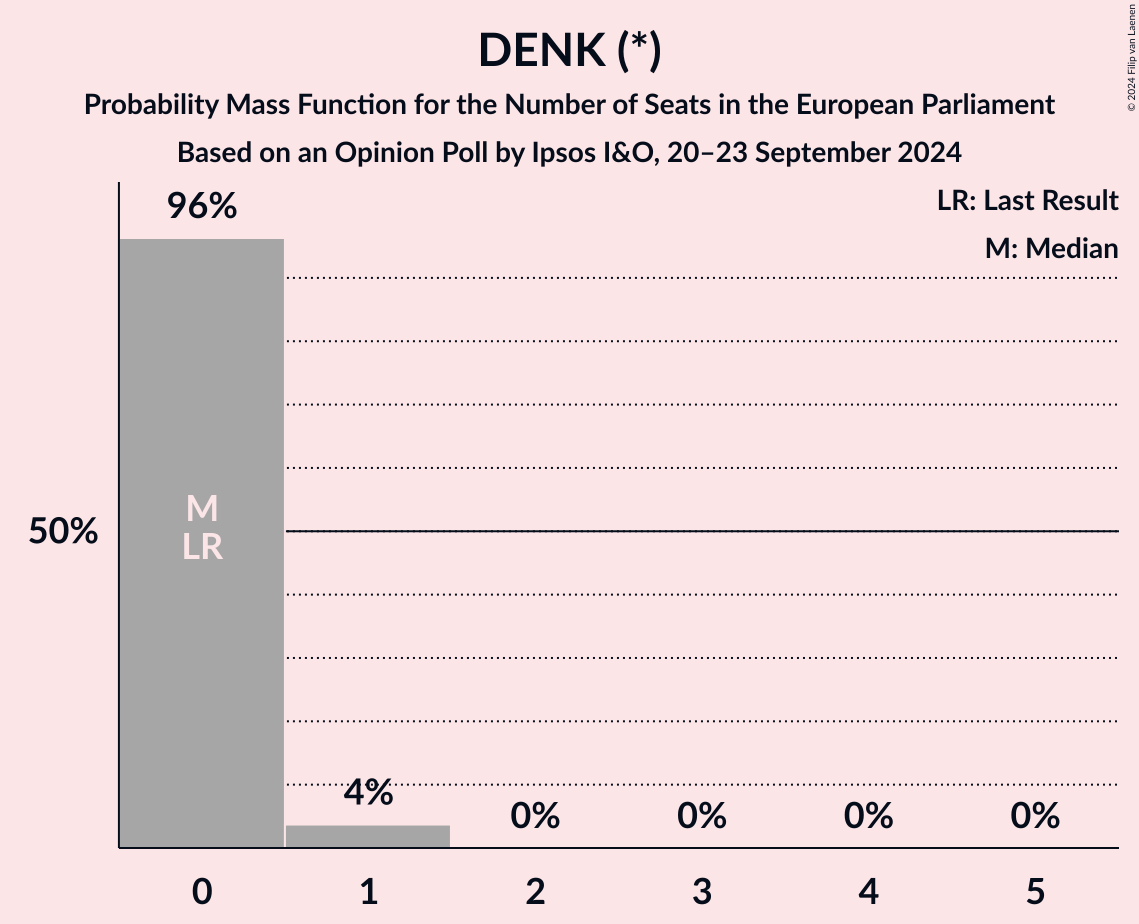 DENK (*)
Probability Mass Function for the Number of Seats in the European Parliament
Based on an Opinion Poll by Ipsos I&O, 20–23 September 2024
© 2024 Filip van Laenen
LR: Last Result
M: Median
96%
M
LR
50%
4%
0%
0%
0%
0%
0
1
2
3
4
5